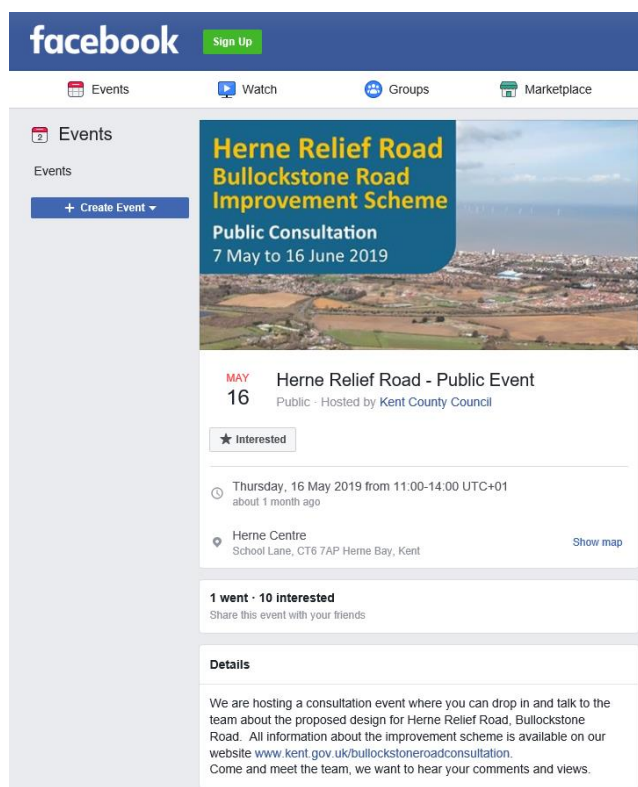 facebook
Sign Up
Events
Watch
Groups
Marketplace
2
Events
Events
+ Create Event
Herne Relief Road
Bullockstone Road
Improvement Scheme
Public Consultation
7 May to 16 June 2019
MAY
16
Herne Relief Road - Public Event
Public · Hosted by Kent County Council
Interested
Thursday, 16 May 2019 from 11:00-14:00 UTC+01
about 1 month ago
Herne Centre
School Lane, CT6 7AP Herne Bay, Kent
Show map
1 went · 10 interested
Share this event with your friends
Details
We are hosting a consultation event where you can drop in and talk to the
team about the proposed design for Herne Relief Road, Bullockstone
Road. All information about the improvement scheme is available on our
website www.kent.gov.uk/bullockstoneroadconsultation.
Come and meet the team, we want to hear your comments and views.